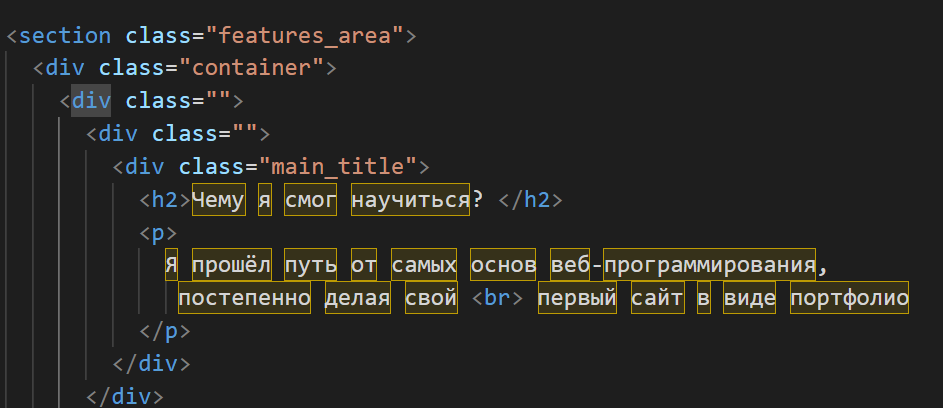 <section class="features_area">
<div class="container">
<div class="">
<div class="">
<div class="main_title">
<h2>Чему я смог научиться? </h2>
<p>
Я прошёл путь от самых основ веб-программирования,
постепенно делая свой <br> первый сайт в виде портфолио
</p>
</div>
</div>